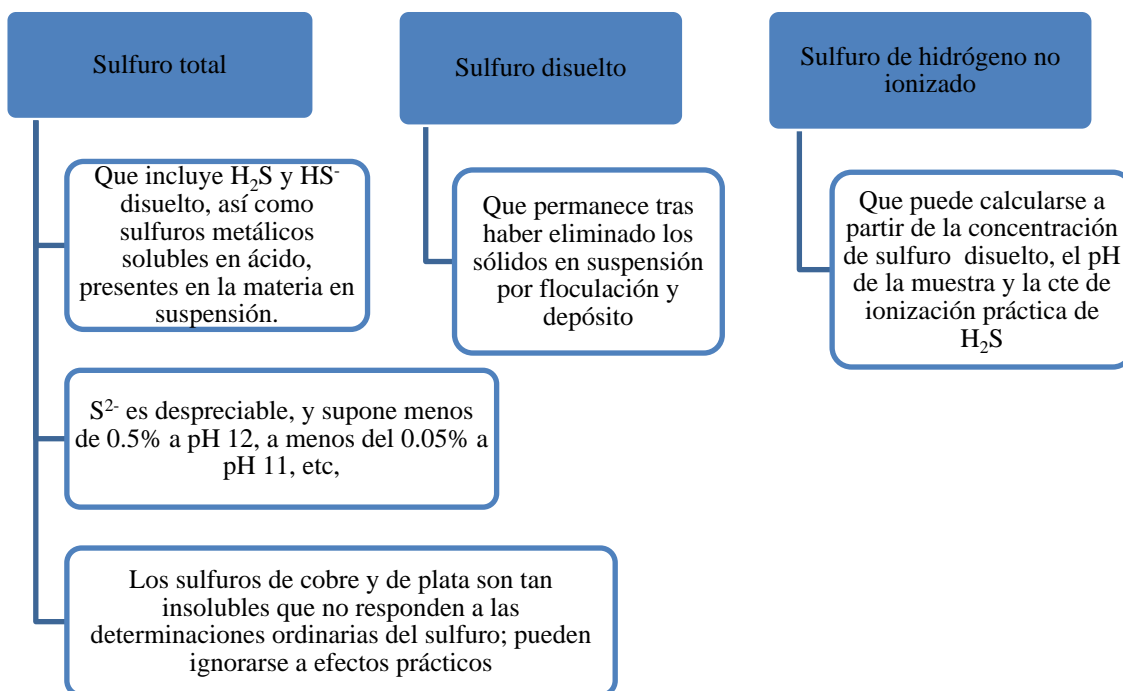 Sulfuro total
Que incluye H₂S y HS⁻
disuelto, así como
sulfuros metálicos
solubles en ácido,
presentes en la materia en
suspensión.
S²⁻ es despreciable, y supone menos
de 0.5% a pH 12, a menos del 0.05% a
pH 11, etc,
Los sulfuros de cobre y de plata son tan
insolubles que no responden a las
determinaciones ordinarias del sulfuro; pueden
ignorarse a efectos prácticos
Sulfuro disuelto
Que permanece tras
haber eliminado los
sólidos en suspensión
por floculación y
depósito
Sulfuro de hidrógeno no
ionizado
Que puede calcularse a
partir de la concentración
de sulfuro disuelto, el pH
de la muestra y la cte de
ionización práctica de
H₂S